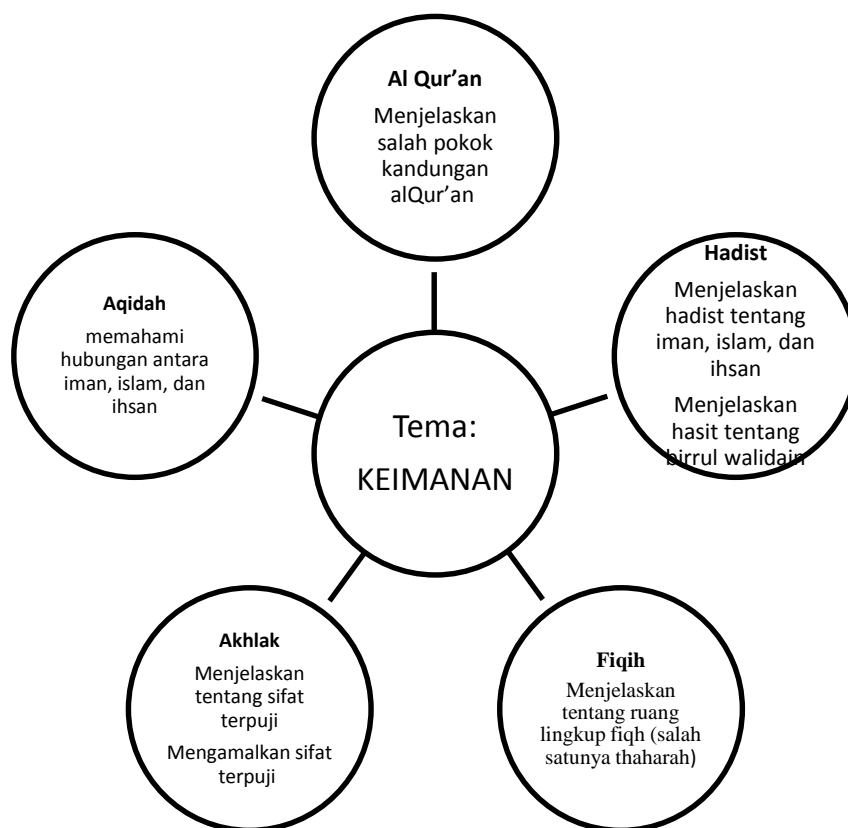 Al Qur’an
Menjelaskan
salah pokok
kandungan
alQur’an
Hadist
Menjelaskan
hadist tentang
iman, islam, dan
ihsan
Menjelaskan
hasit tentang
birrul walidain
Fiqih
Menjelaskan
tentang ruang
lingkup fiqh (salah
satunya thaharah)
Akhlak
Menjelaskan
tentang sifat
terpuji
Mengamalkan sifat
terpuji
Aqidah
memahami
hubungan antara
iman, islam, dan
ihsan
Tema:
KEIMANAN